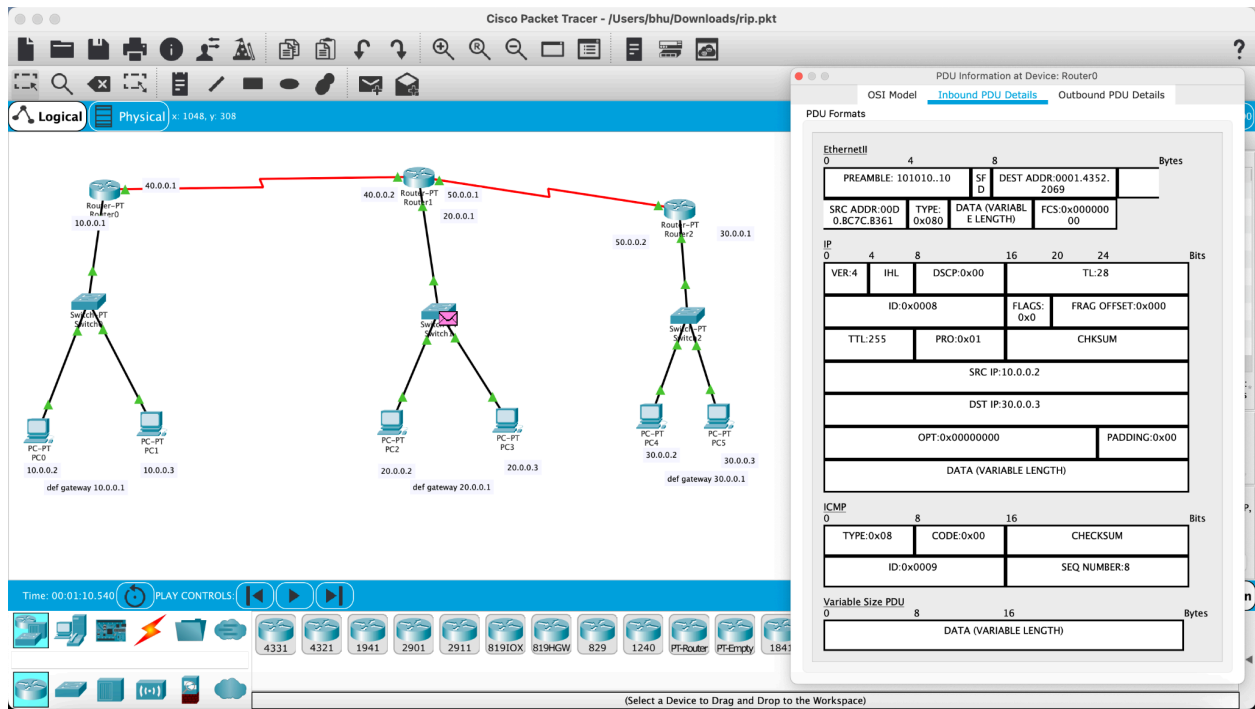 Cisco Packet Tracer - /Users/bhu/Downloads/rip.pkt
?
PDU Information at Device: Router0
OSI Model Inbound PDU Details Outbound PDU Details
Logical Physical x: 1048, y: 308
PDU Formats
EthernetII
0 4 8 Bytes
PREAMBLE: 101010..10
SF
D
DEST ADDR:0001.4352.
2069
SRC ADDR:00D
0.BC7C.B361
TYPE:
0x080
DATA (VARIABL
E LENGTH)
FCS:0x000000
00
IP
0 4 8 16 20 24 Bits
VER:4 IHL DSCP:0x00 TL:28
ID:0x0008
FLAGS:
0x0
FRAG OFFSET:0x000
TTL:255 PRO:0x01 CHKSUM
SRC IP:10.0.0.2
DST IP:30.0.0.3
OPT:0x00000000 PADDING:0x00
DATA (VARIABLE LENGTH)
ICMP
0 8 16 Bits
TYPE:0x08 CODE:0x00 CHECKSUM
ID:0x0009 SEQ NUMBER:8
Variable Size PDU
0 8 16 Bytes
DATA (VARIABLE LENGTH)
40.0.0.1
Router-PT
Router0
10.0.0.1
40.0.0.2
Router-PT
Router1
50.0.0.1
20.0.0.1
Router-PT
Router2
50.0.0.2
30.0.0.1
Switch-PT
Switch0
Switch
Switch1
Switch-PT
Switch2
PC-PT
PC0
PC-PT
PC1
PC-PT
PC2
PC-PT
PC3
PC-PT
PC4
PC-PT
PC5
10.0.0.2
10.0.0.3
20.0.0.2
20.0.0.3
30.0.0.2
30.0.0.3
def gateway 10.0.0.1
def gateway 20.0.0.1
def gateway 30.0.0.1
Time: 00:01:10.540 PLAY CONTROLS:
4331 4321 1941 2901 2911 819IOX 819HGW 829 1240 PT-Router PT-Empty 1841
(Select a Device to Drag and Drop to the Workspace)